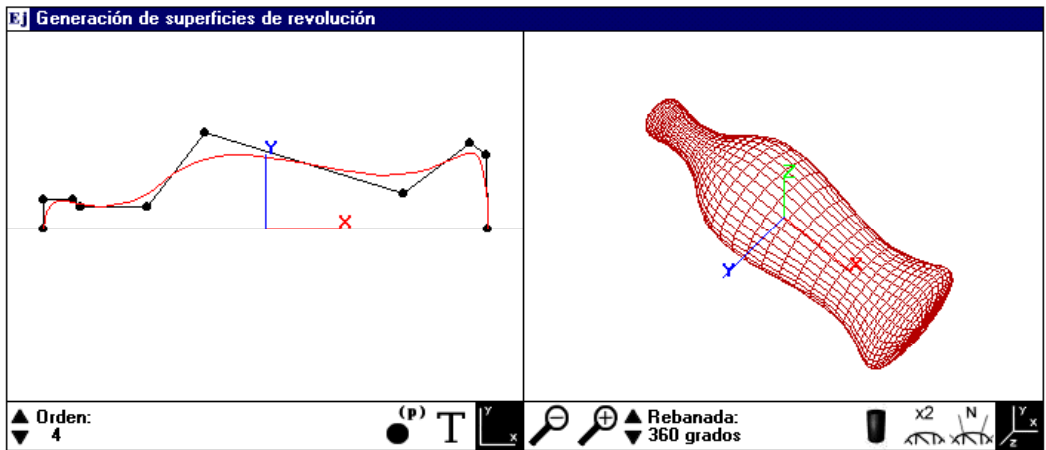 Ej Generación de superficies de revolución
Y
X
Z
Y
X
Orden:
4
(P)
T
Y
x
Rebanada:
360 grados
x2
N
Y
x
z